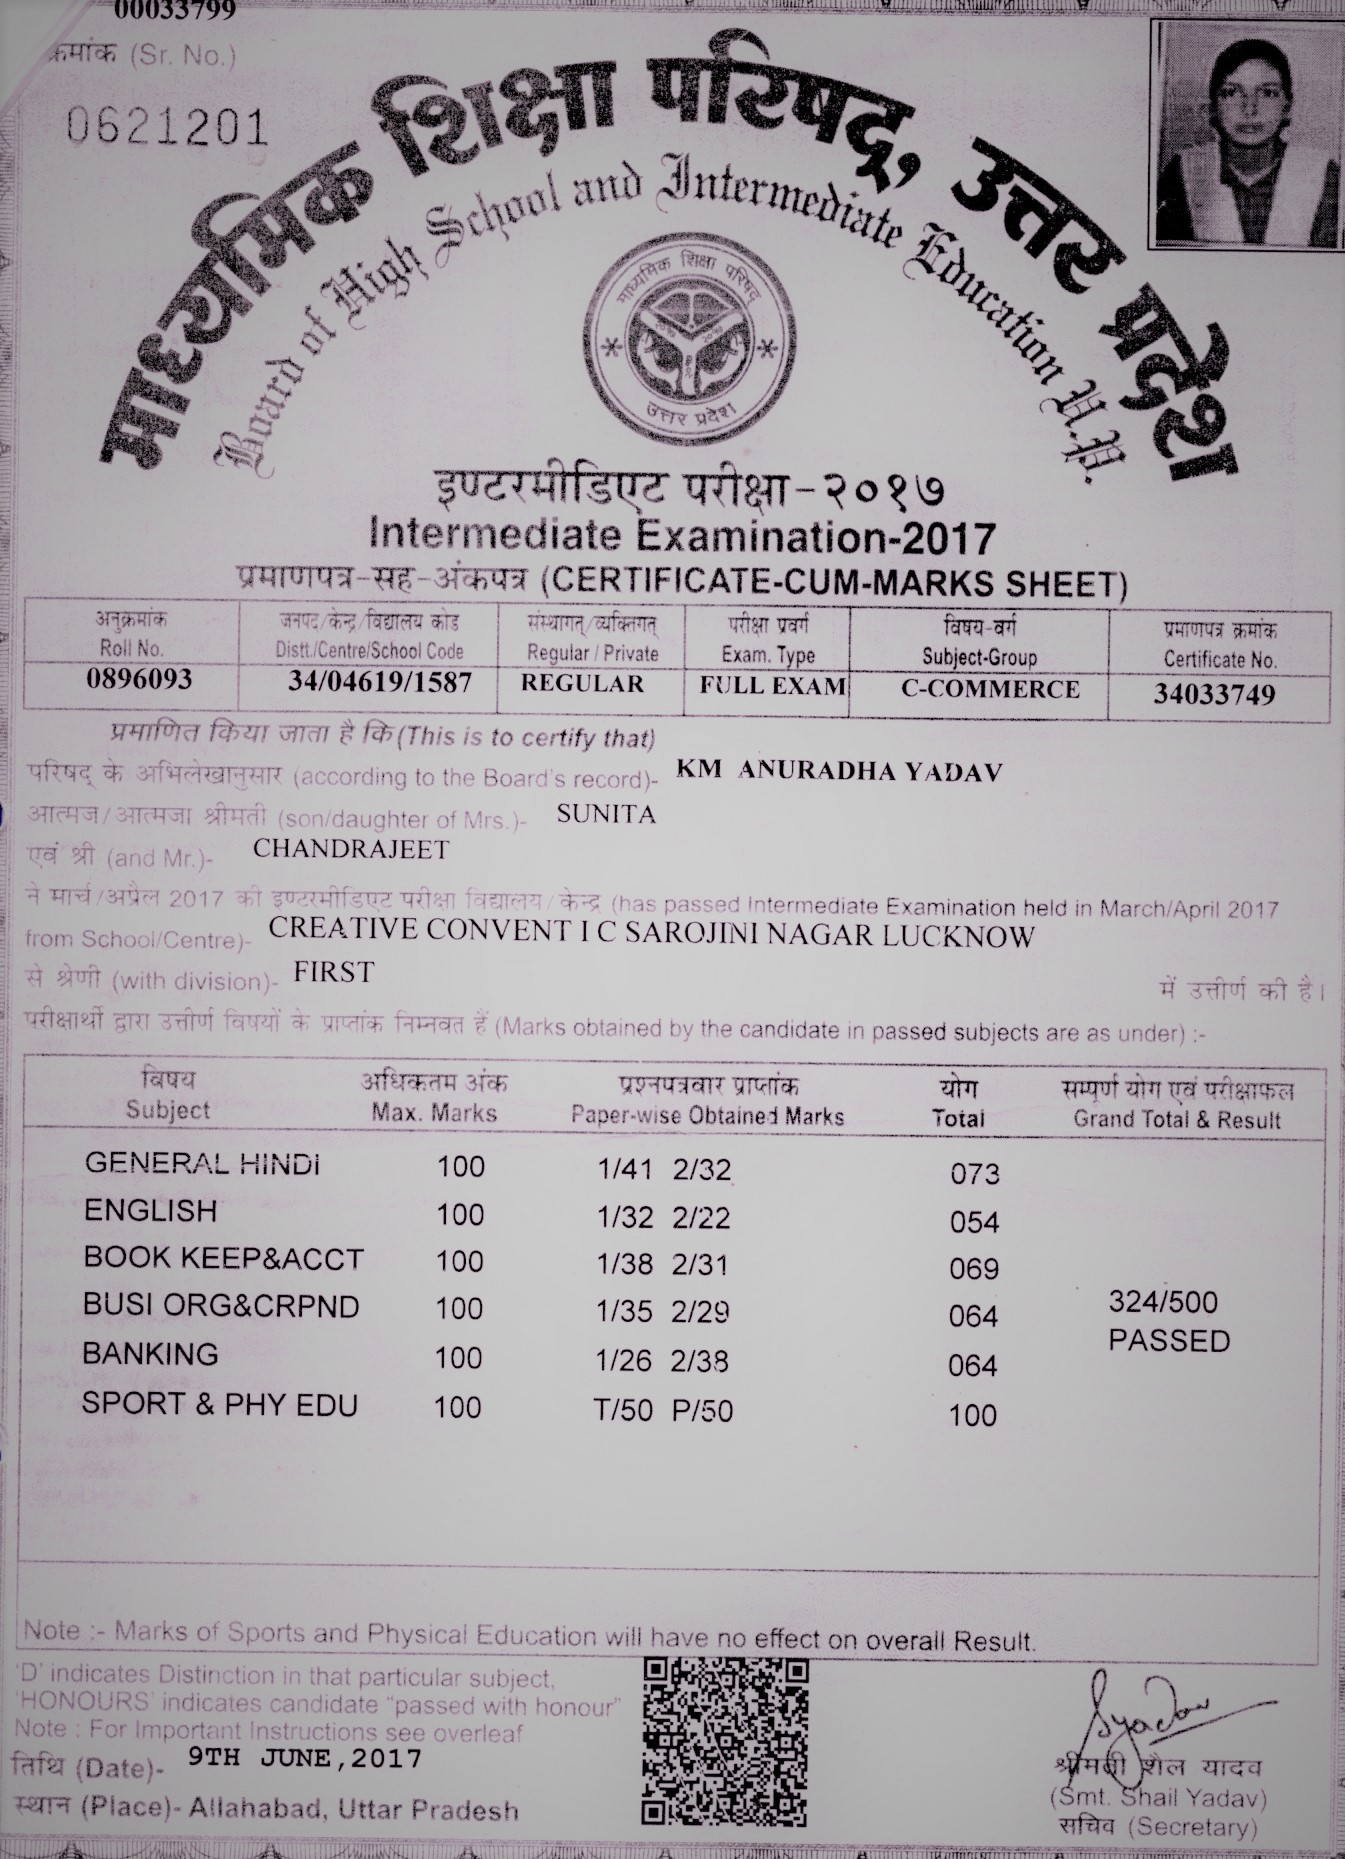 00033799
क्रमांक (Sr. No.)
0621201
माध्यमिक शिक्षा परिषद्, उत्तर प्रदेश
Board of High School and Intermediate Education U.P.
माध्यमिक शिक्षा परिषद्
उत्तर प्रदेश
इण्टरमीडिएट परीक्षा-२०१७
Intermediate Examination-2017
प्रमाणपत्र-सह-अंकपत्र (CERTIFICATE-CUM-MARKS SHEET)
अनुक्रमांक जनपद/केन्द्र/विद्यालय कोड संस्थागत्/व्यक्तिगत् परीक्षा प्रवर्ग विषय-वर्ग प्रमाणपत्र क्रमांक
Roll No. Distt./Centre/School Code Regular / Private Exam. Type Subject-Group Certificate No.
0896093 34/04619/1587 REGULAR FULL EXAM C-COMMERCE 34033749
प्रमाणित किया जाता है कि (This is to certify that)
परिषद् के अभिलेखानुसार (according to the Board's record)- KM ANURADHA YADAV
आत्मज/आत्मजा श्रीमती (son/daughter of Mrs.)- SUNITA
एवं श्री (and Mr.)- CHANDRAJEET
ने मार्च/अप्रैल 2017 की इण्टरमीडिएट परीक्षा विद्यालय/केन्द्र (has passed Intermediate Examination held in March/April 2017
from School/Centre)- CREATIVE CONVENT I C SAROJINI NAGAR LUCKNOW
से श्रेणी (with division)- FIRST में उत्तीर्ण की है।
परीक्षार्थी द्वारा उत्तीर्ण विषयों के प्राप्तांक निम्नवत हैं (Marks obtained by the candidate in passed subjects are as under) :-
विषय अधिकतम अंक प्रश्नपत्रवार प्राप्तांक योग सम्पूर्ण योग एवं परीक्षाफल
Subject Max. Marks Paper-wise Obtained Marks Total Grand Total & Result
GENERAL HINDI 100 1/41 2/32 073
ENGLISH 100 1/32 2/22 054
BOOK KEEP&ACCT 100 1/38 2/31 069
BUSI ORG&CRPND 100 1/35 2/29 064 324/500
BANKING 100 1/26 2/38 064 PASSED
SPORT & PHY EDU 100 T/50 P/50 100
Note :- Marks of Sports and Physical Education will have no effect on overall Result.
'D' indicates Distinction in that particular subject,
'HONOURS' indicates candidate "passed with honour"
Note : For Important Instructions see overleaf
तिथि (Date)- 9TH JUNE,2017
स्थान (Place)- Allahabad, Uttar Pradesh
Syadav
श्रीमती शैल यादव
(Smt. Shail Yadav)
सचिव (Secretary)